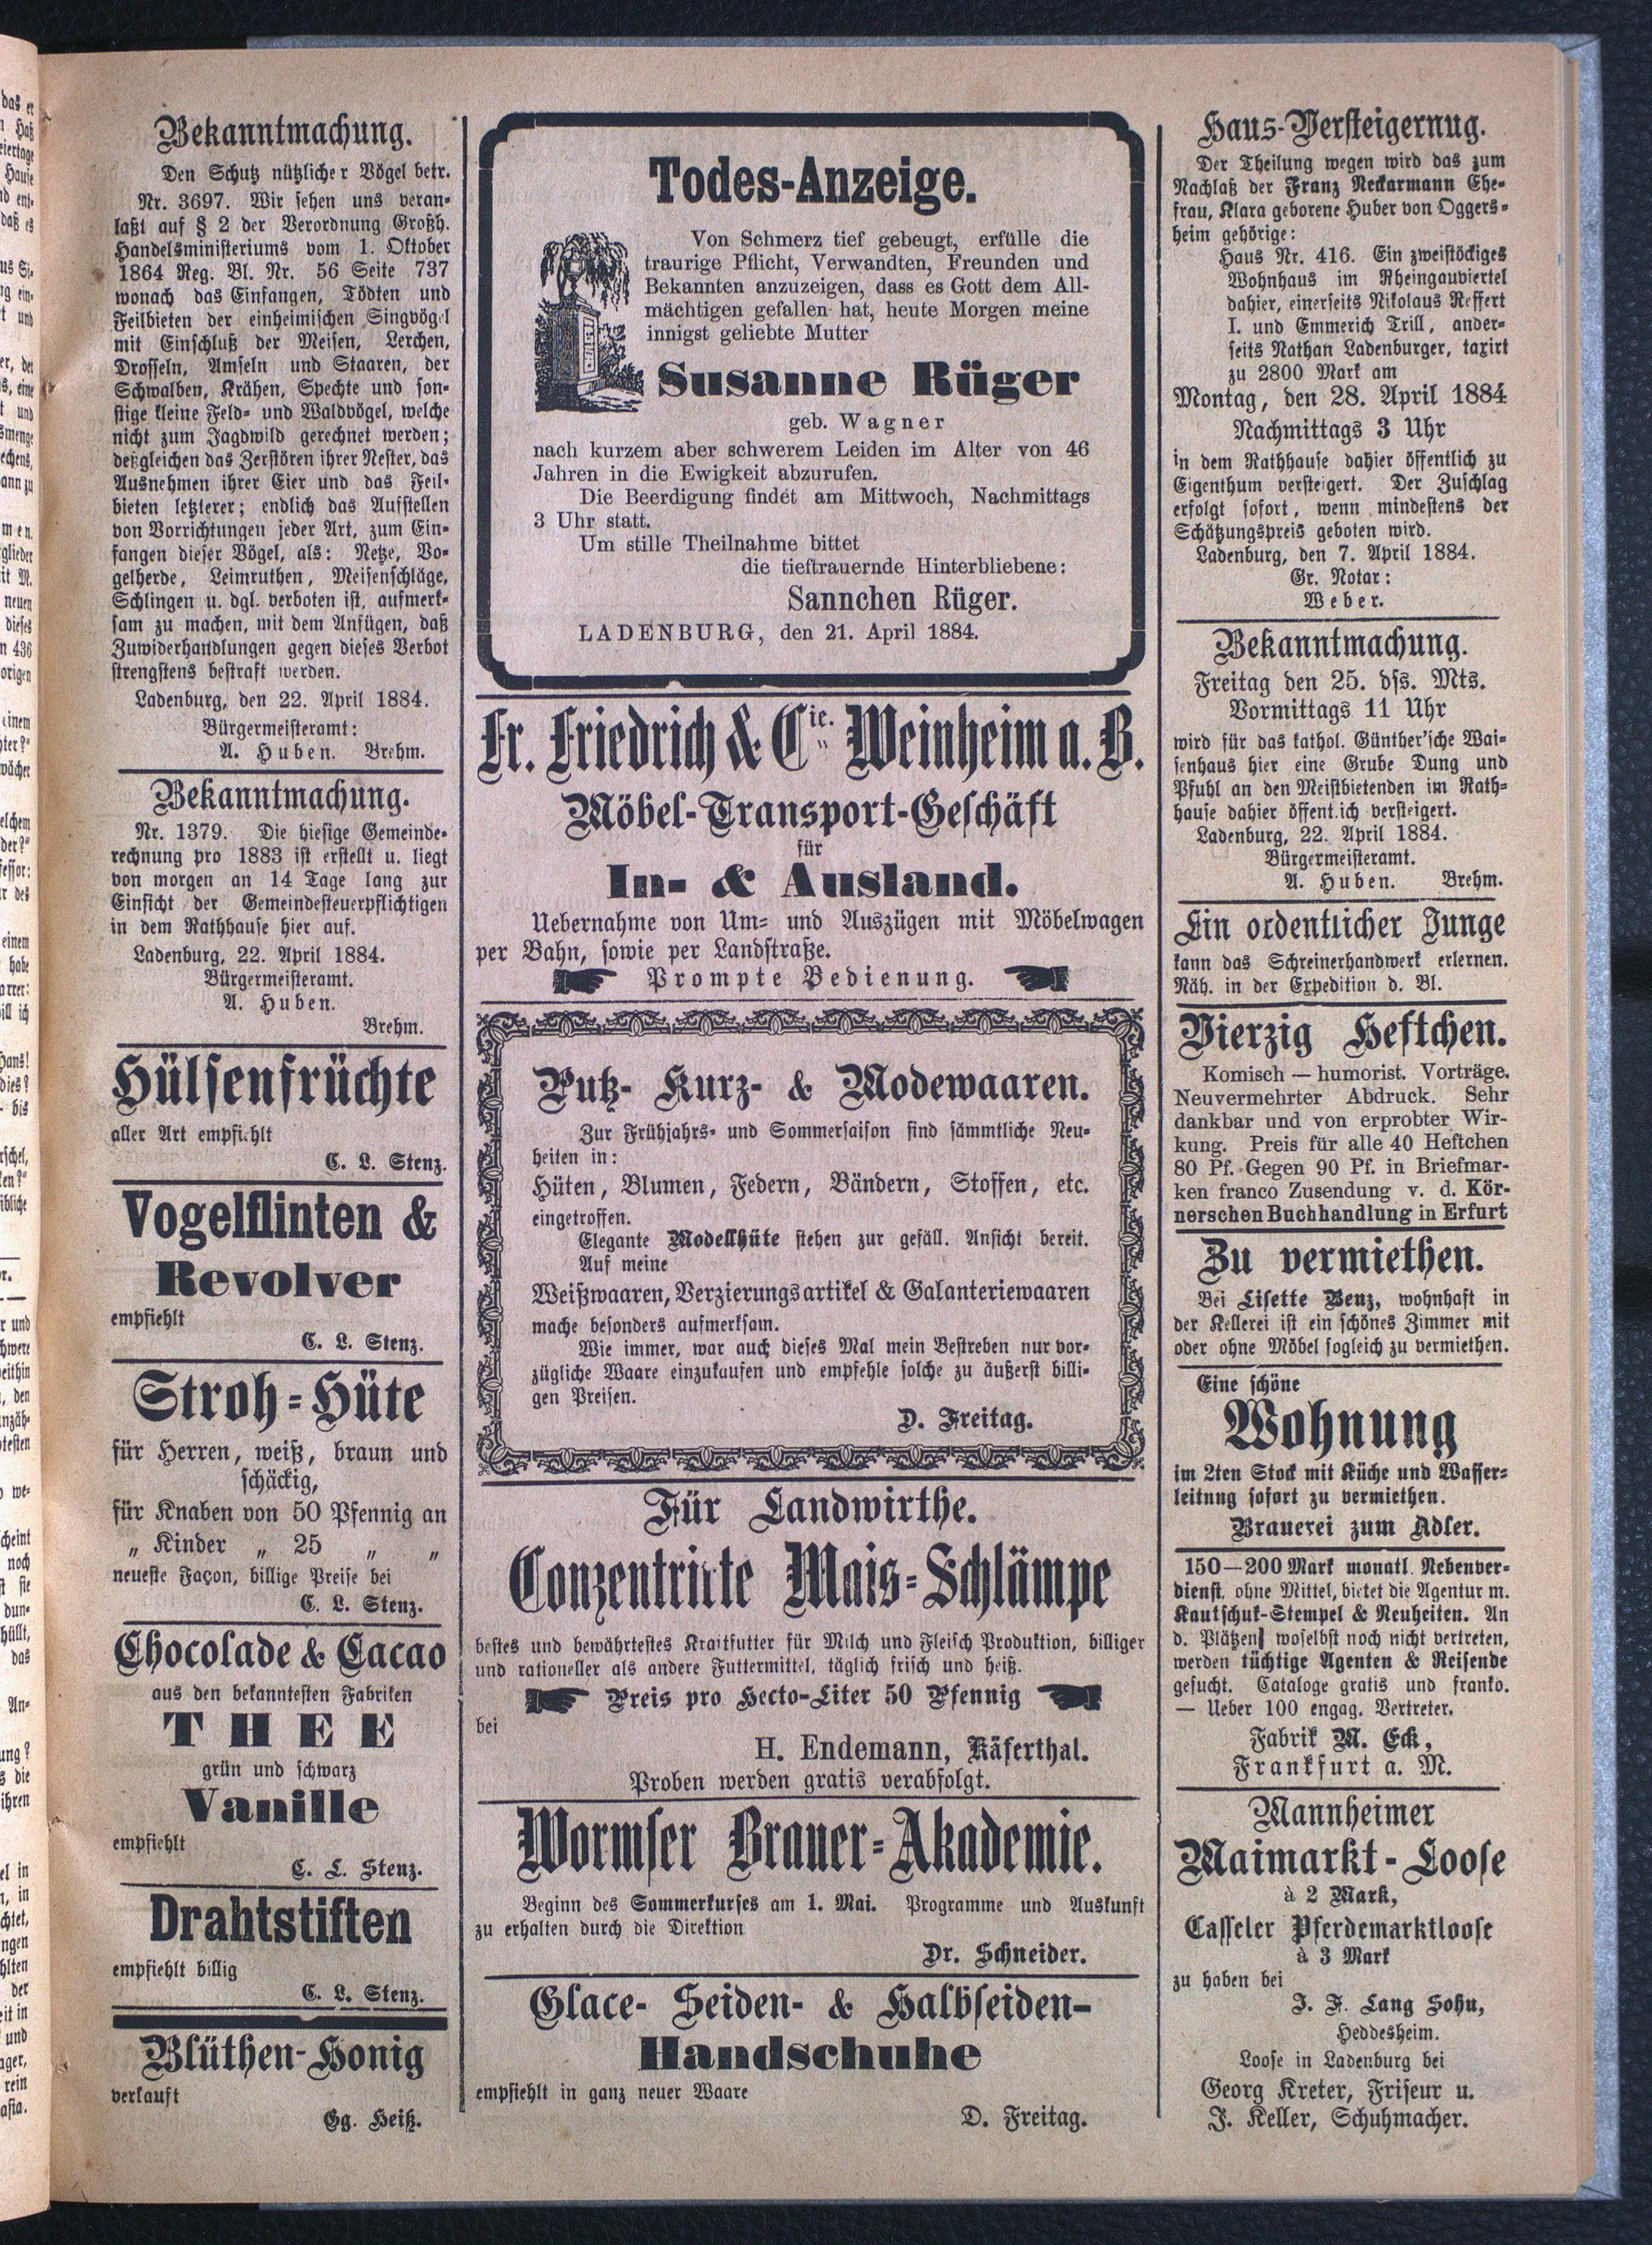 Bekanntmachung.
Den Schutz nützlicher Vögel betr.
Nr. 3697. Wir sehen uns veran-
laßt auf § 2 der Verordnung Großh.
Handelsministeriums vom 1. Oktober
1864 Reg. Bl. Nr. 56 Seite 737
wonach das Einfangen, Tödten und
Feilbieten der einheimischen Singvögel
mit Einschluß der Meisen, Lerchen,
Drosseln, Amseln und Staaren, der
Schwalben, Krähen, Spechte und son-
stige kleine Feld- und Waldvögel, welche
nicht zum Jagdwild gerechnet werden;
deßgleichen das Zerstören ihrer Nester, das
Ausnehmen ihrer Eier und das Feil-
bieten letzterer; endlich das Aufstellen
von Vorrichtungen jeder Art, zum Ein-
fangen dieser Vögel, als: Netze, Vo-
gelherde, Leimruthen, Meisenschläge,
Schlingen u. dgl. verboten ist, aufmerk-
sam zu machen, mit dem Anfügen, daß
Zuwiderhandlungen gegen dieses Verbot
strengstens bestraft werden.
Ladenburg, den 22. April 1884.
Bürgermeisteramt:
A. Huben. Brehm.
Bekanntmachung.
Nr. 1379. Die hiesige Gemeinde-
rechnung pro 1883 ist erstellt u. liegt
von morgen an 14 Tage lang zur
Einsicht der Gemeindesteuerpflichtigen
in dem Rathhause hier auf.
Ladenburg, 22. April 1884.
Bürgermeisteramt.
A. Huben.
Brehm.
Hülsenfrüchte
aller Art empfiehlt
C. L. Stenz.
Vogelflinten &
Revolver
empfiehlt
C. L. Stenz.
Stroh-Hüte
für Herren, weiß, braun und
schäckig,
für Knaben von 50 Pfennig an
„ Kinder „ 25 „ „
neueste Façon, billige Preise bei
C. L. Stenz.
Chocolade & Cacao
aus den bekanntesten Fabriken
THEE
grün und schwarz
Vanille
empfiehlt
C. L. Stenz.
Drahtstiften
empfiehlt billig
C. L. Stenz.
Blüthen-Honig
verkauft
Gg. Heiß.
Todes-Anzeige.
Von Schmerz tief gebeugt, erfülle die
traurige Pflicht, Verwandten, Freunden und
Bekannten anzuzeigen, dass es Gott dem All-
mächtigen gefallen hat, heute Morgen meine
innigst geliebte Mutter
Susanne Rüger
geb. Wagner
nach kurzem aber schwerem Leiden im Alter von 46
Jahren in die Ewigkeit abzurufen.
Die Beerdigung findet am Mittwoch, Nachmittags
3 Uhr statt.
Um stille Theilnahme bittet
die tieftrauernde Hinterbliebene:
Sannchen Rüger.
LADENBURG, den 21. April 1884.
Fr. Friedrich & Cie. Weinheim a. B.
Möbel-Transport-Geschäft
für
In- & Ausland.
Uebernahme von Um- und Auszügen mit Möbelwagen
per Bahn, sowie per Landstraße.
Prompte Bedienung.
Putz- Kurz- & Modewaaren.
Zur Frühjahrs- und Sommersaison sind sämmtliche Neu-
heiten in:
Hüten, Blumen, Federn, Bändern, Stoffen, etc.
eingetroffen.
Elegante Modellhüte stehen zur gefäll. Ansicht bereit.
Auf meine
Weißwaaren, Verzierungsartikel & Galanteriewaaren
mache besonders aufmerksam.
Wie immer, war auch dieses Mal mein Bestreben nur vor-
zügliche Waare einzukaufen und empfehle solche zu äußerst billi-
gen Preisen.
D. Freitag.
Für Landwirthe.
Conzentrirte Mais-Schlämpe
bestes und bewährtestes Kraftfutter für Milch und Fleisch Produktion, billiger
und rationeller als andere Futtermittel, täglich frisch und heiß.
Preis pro Hecto-Liter 50 Pfennig
bei
H. Endemann, Käferthal.
Proben werden gratis verabfolgt.
Wormser Brauer-Akademie.
Beginn des Sommerkurses am 1. Mai. Programme und Auskunft
zu erhalten durch die Direktion
Dr. Schneider.
Glace- Seiden- & Halbseiden-
Handschuhe
empfiehlt in ganz neuer Waare
D. Freitag.
Haus-Versteigernug.
Der Theilung wegen wird das zum
Nachlaß der Franz Neckarmann Ehe-
frau, Klara geborene Huber von Oggers-
heim gehörige:
Haus Nr. 416. Ein zweistöckiges
Wohnhaus im Rheingauviertel
dahier, einerseits Nikolaus Reffert
I. und Emmerich Trill, ander-
seits Nathan Ladenburger, taxirt
zu 2800 Mark am
Montag, den 28. April 1884
Nachmittags 3 Uhr
in dem Rathhause dahier öffentlich zu
Eigenthum versteigert. Der Zuschlag
erfolgt sofort, wenn mindestens der
Schätzungspreis geboten wird.
Ladenburg, den 7. April 1884.
Gr. Notar:
Weber.
Bekanntmachung.
Freitag den 25. dss. Mts.
Vormittags 11 Uhr
wird für das kathol. Günther'sche Wai-
senhaus hier eine Grube Dung und
Pfuhl an den Meistbietenden im Rath-
hause dahier öffentlich versteigert.
Ladenburg, 22. April 1884.
Bürgermeisteramt.
A. Huben. Brehm.
Ein ordentlicher Junge
kann das Schreinerhandwerk erlernen.
Näh. in der Expedition d. Bl.
Vierzig Heftchen.
Komisch — humorist. Vorträge.
Neuvermehrter Abdruck. Sehr
dankbar und von erprobter Wir-
kung. Preis für alle 40 Heftchen
80 Pf. Gegen 90 Pf. in Briefmar-
ken franco Zusendung v. d. Kör-
nerschen Buchhandlung in Erfurt
Zu vermiethen.
Bei Lisette Benz, wohnhaft in
der Kellerei ist ein schönes Zimmer mit
oder ohne Möbel sogleich zu vermiethen.
Eine schöne
Wohnung
im 2ten Stock mit Küche und Wasser-
leitung sofort zu vermiethen.
Brauerei zum Adler.
150—200 Mark monatl. Nebenver-
dienst, ohne Mittel, bietet die Agentur m.
Kautschuk-Stempel & Neuheiten. An
d. Plätzen woselbst noch nicht vertreten,
werden tüchtige Agenten & Reisende
gesucht. Cataloge gratis und franko.
— Ueber 100 engag. Vertreter.
Fabrik M. Eck,
Frankfurt a. M.
Mannheimer
Maimarkt-Loose
à 2 Mark,
Casseler Pferdemarktloose
à 3 Mark
zu haben bei
J. F. Lang Sohn,
Heddesheim.
Loose in Ladenburg bei
Georg Kreter, Friseur u.
J. Keller, Schuhmacher.